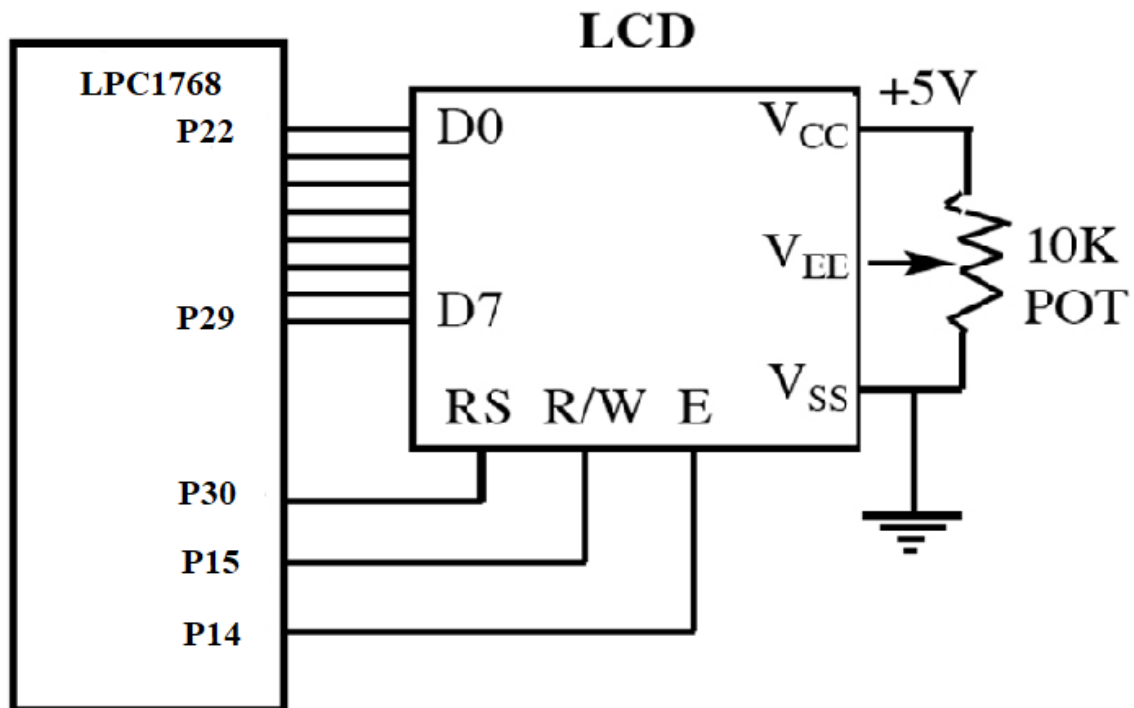 LCD
LPC1768
+5V
P22
D0
VCC
VEE
10K
POT
P29
D7
VSS
RS R/W E
P30
P15
P14